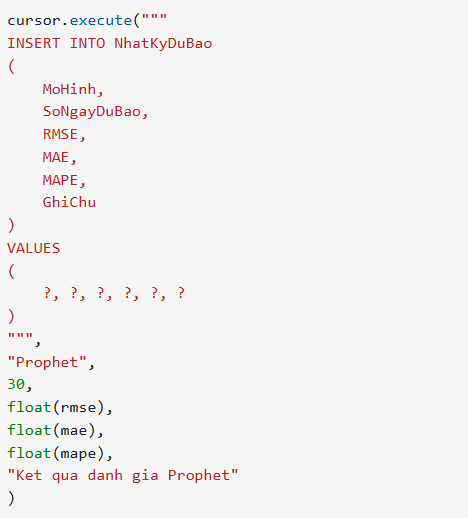 cursor.execute("""
INSERT INTO NhatKyDuBao
(
    MoHinh,
    SoNgayDuBao,
    RMSE,
    MAE,
    MAPE,
    GhiChu
)
VALUES
(
    ?, ?, ?, ?, ?, ?
)
""",
"Prophet",
30,
float(rmse),
float(mae),
float(mape),
"Ket qua danh gia Prophet"
)